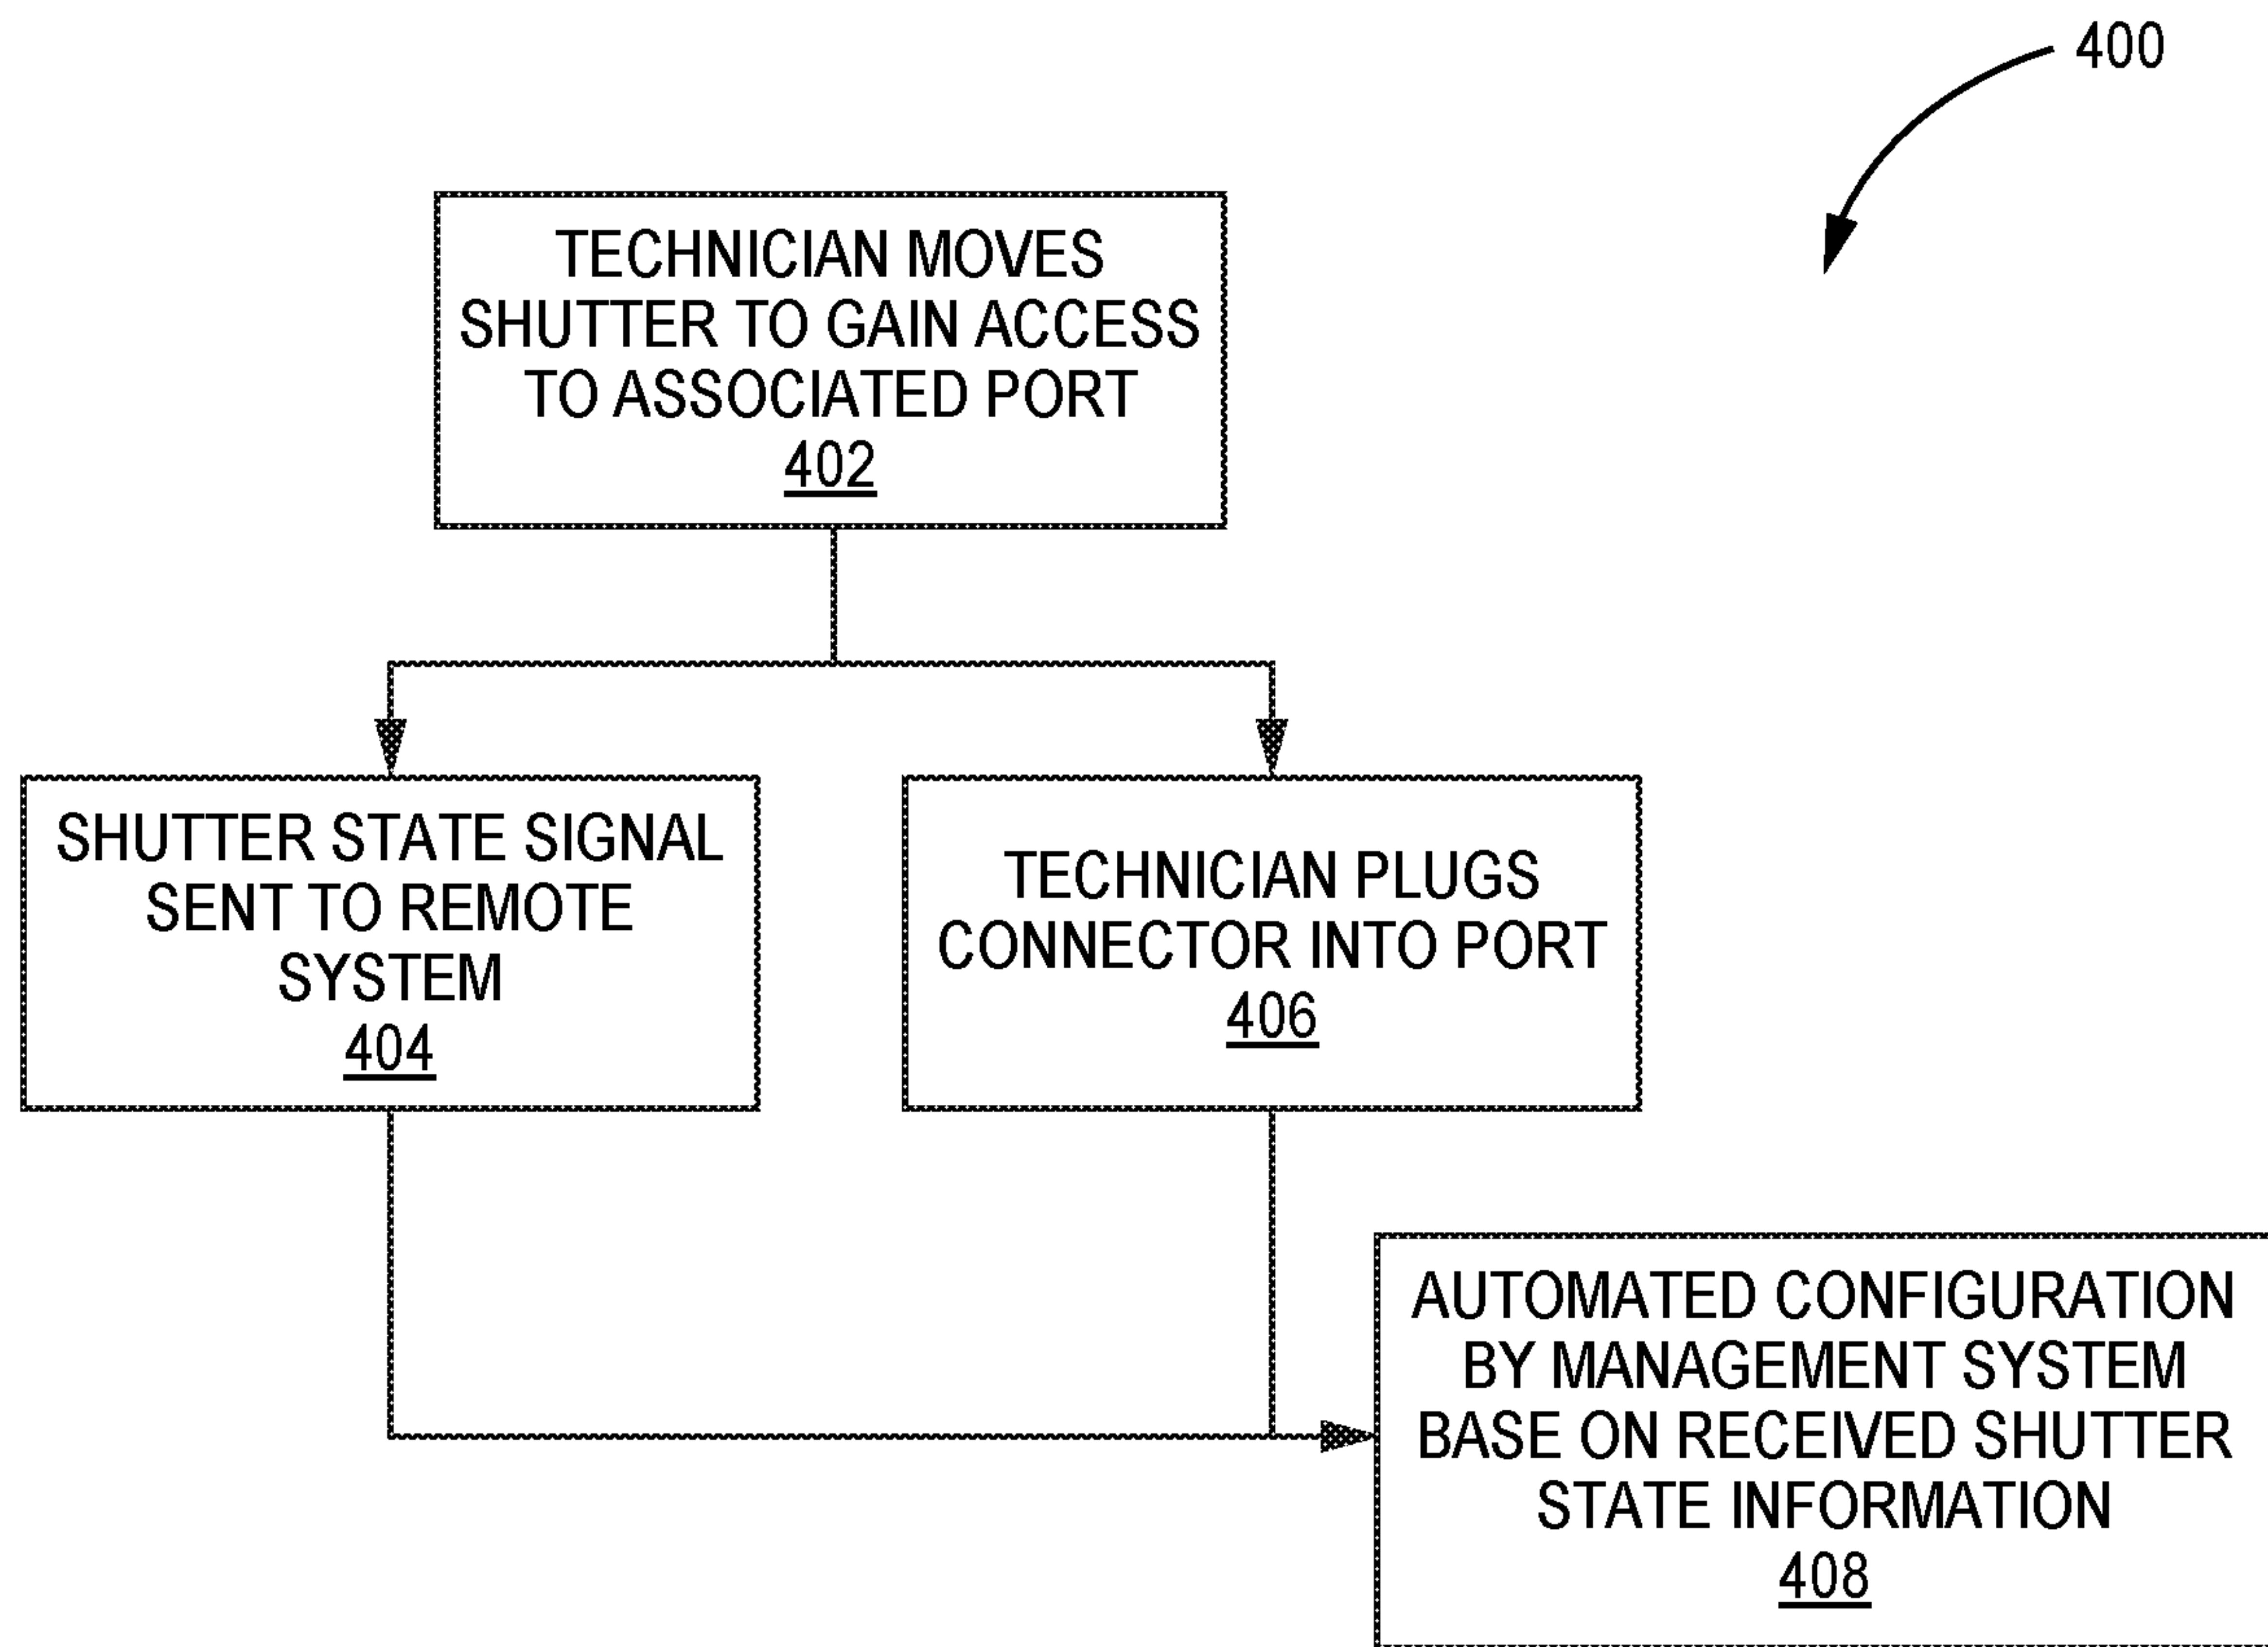 400
TECHNICIAN MOVES
SHUTTER TO GAIN ACCESS
TO ASSOCIATED PORT
402
SHUTTER STATE SIGNAL
SENT TO REMOTE
SYSTEM
404
TECHNICIAN PLUGS
CONNECTOR INTO PORT
406
AUTOMATED CONFIGURATION
BY MANAGEMENT SYSTEM
BASE ON RECEIVED SHUTTER
STATE INFORMATION
408